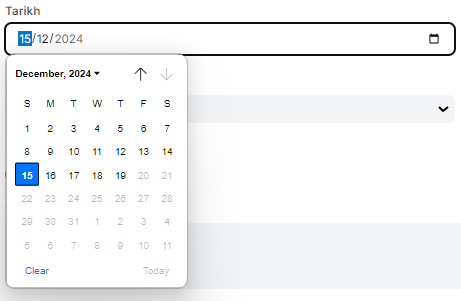 Tarikh
15/12/2024
December, 2024
S M T W T F S
1 2 3 4 5 6 7
8 9 10 11 12 13 14
15 16 17 18 19 20 21
22 23 24 25 26 27 28
29 30 31 1 2 3 4
5 6 7 8 9 10 11
Clear Today